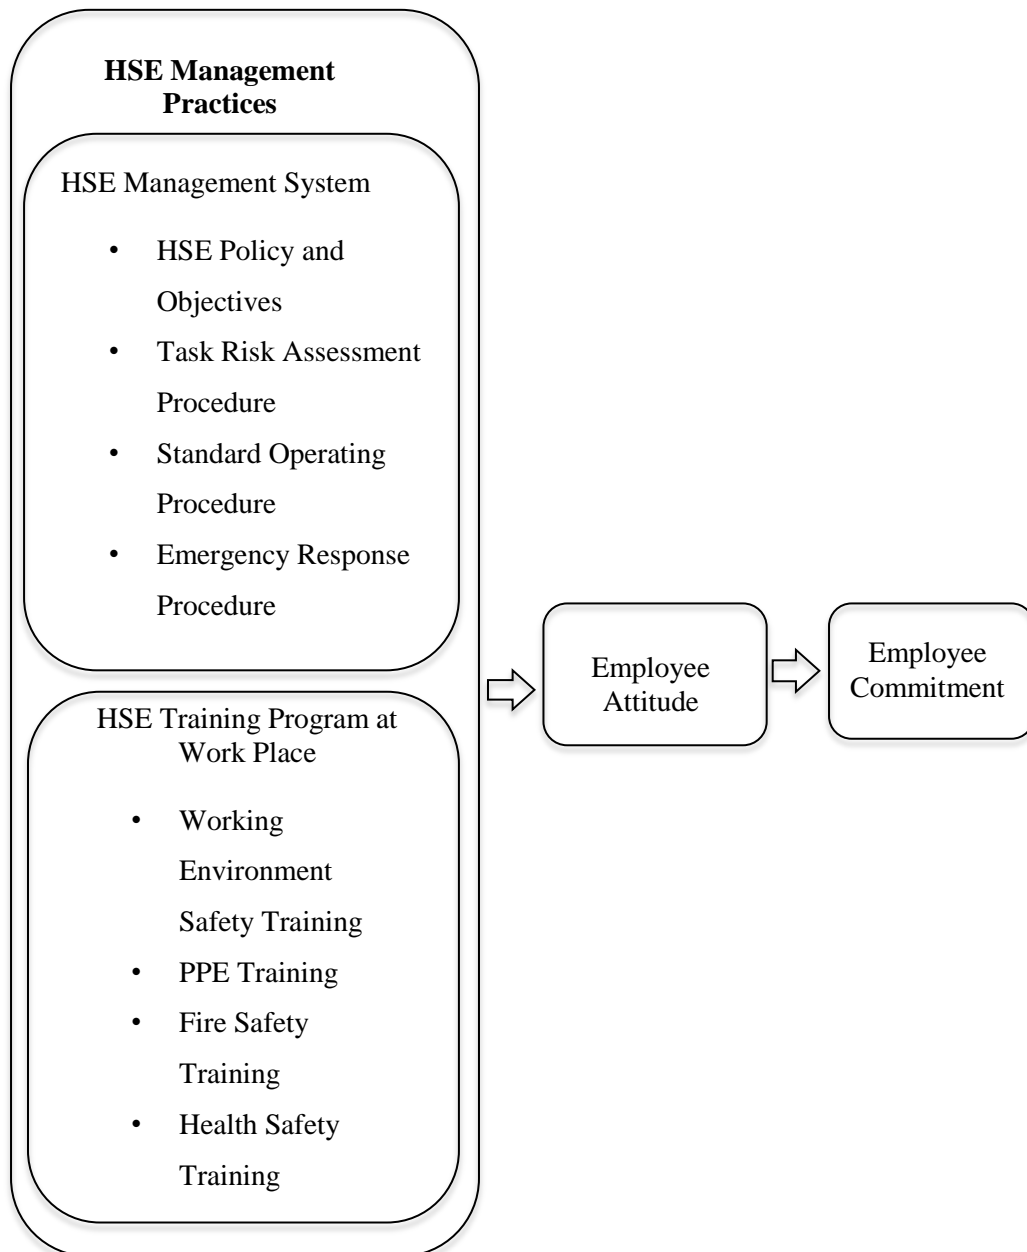 HSE Management
Practices
HSE Management System
• HSE Policy and
Objectives
• Task Risk Assessment
Procedure
• Standard Operating
Procedure
• Emergency Response
Procedure
HSE Training Program at
Work Place
• Working
Environment
Safety Training
• PPE Training
• Fire Safety
Training
• Health Safety
Training
Employee
Attitude
Employee
Commitment